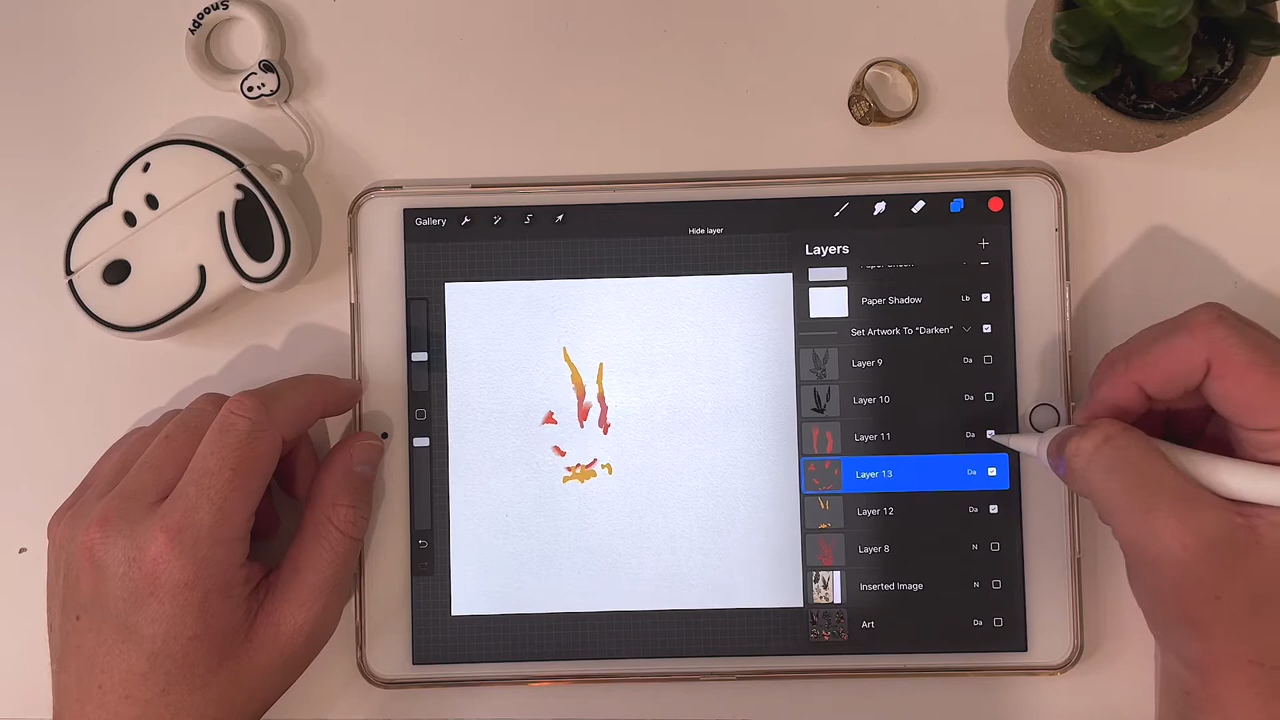 Snoopy
Gallery
Hide layer
Layers
Paper Shadow Lb
Set Artwork To "Darken"
Layer 9 Da
Layer 10 Da
Layer 11 Da
Layer 13 Da
Layer 12 Da
Layer 8 N
Inserted Image N
Art Da